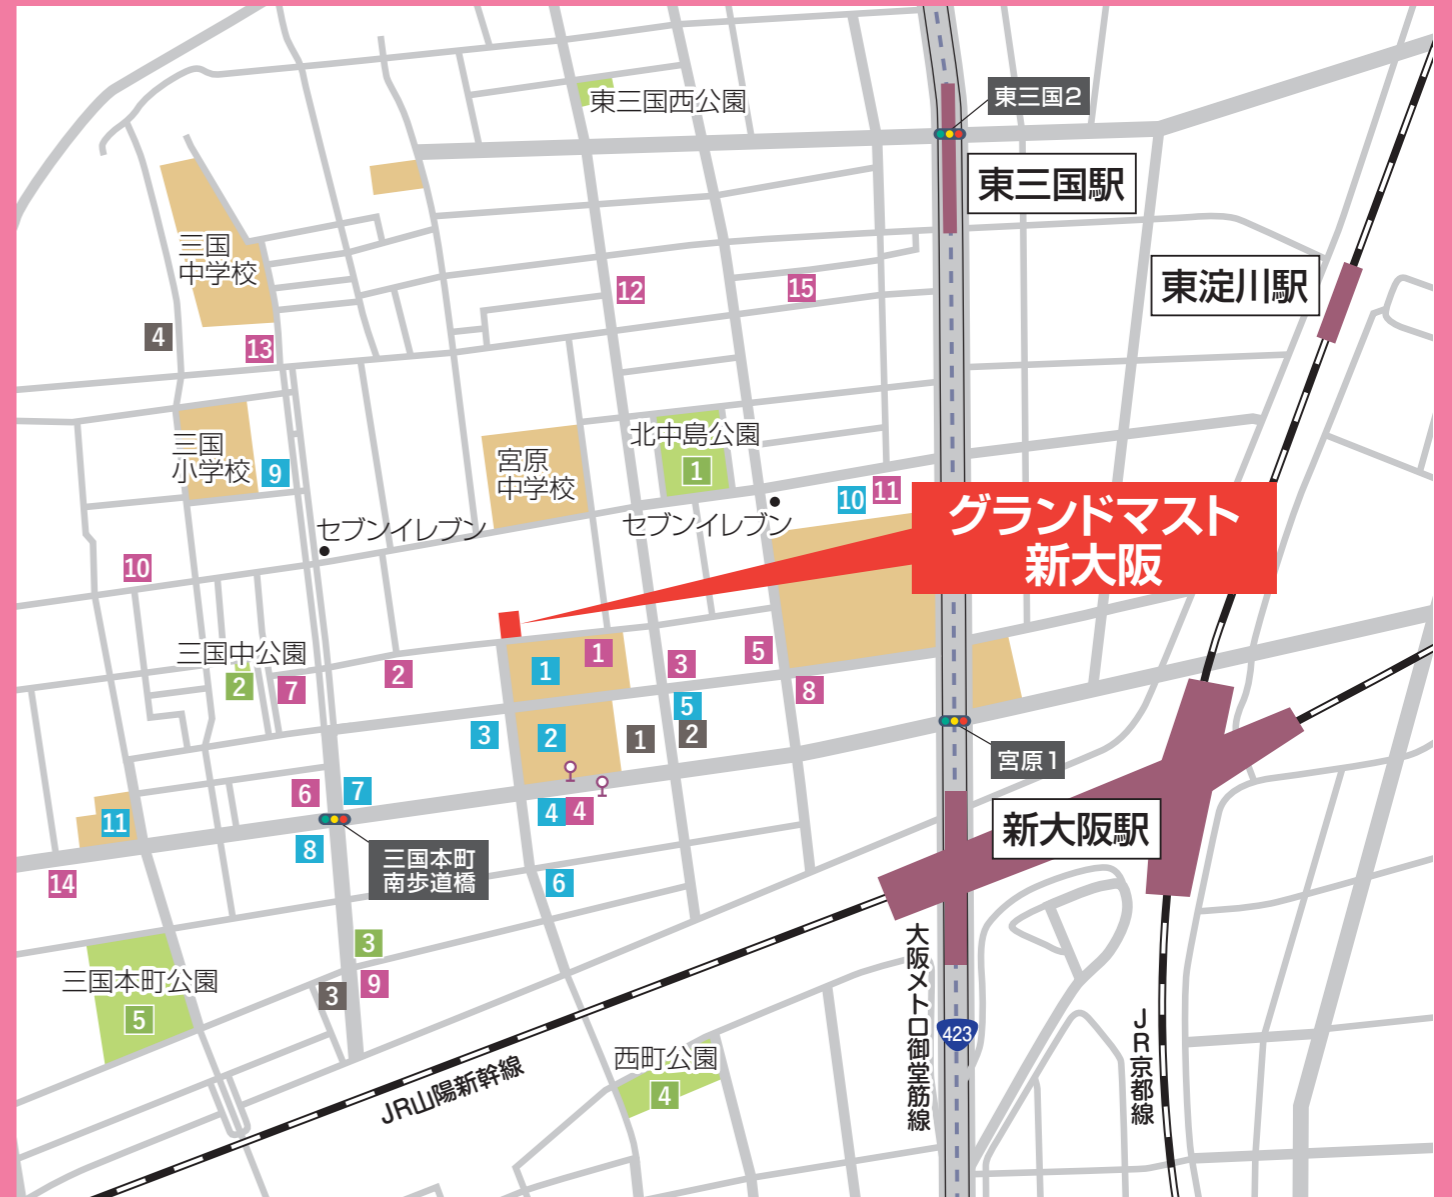 東三国西公園
東三国2
東三国駅
三国
中学校
東淀川駅
12
15
4
13
北中島公園
1
三国
小学校
9
宮原
中学校
10
11
セブンイレブン
セブンイレブン
グランドマスト
新大阪
10
三国中公園
2
7
2
1
1
3
5
8
5
2
3
2
1
宮原1
6
7
4
4
新大阪駅
11
8
三国本町
南歩道橋
14
6
3
9
3
三国本町公園
5
大阪メトロ御堂筋線
423
JR京都線
西町公園
4
JR山陽新幹線